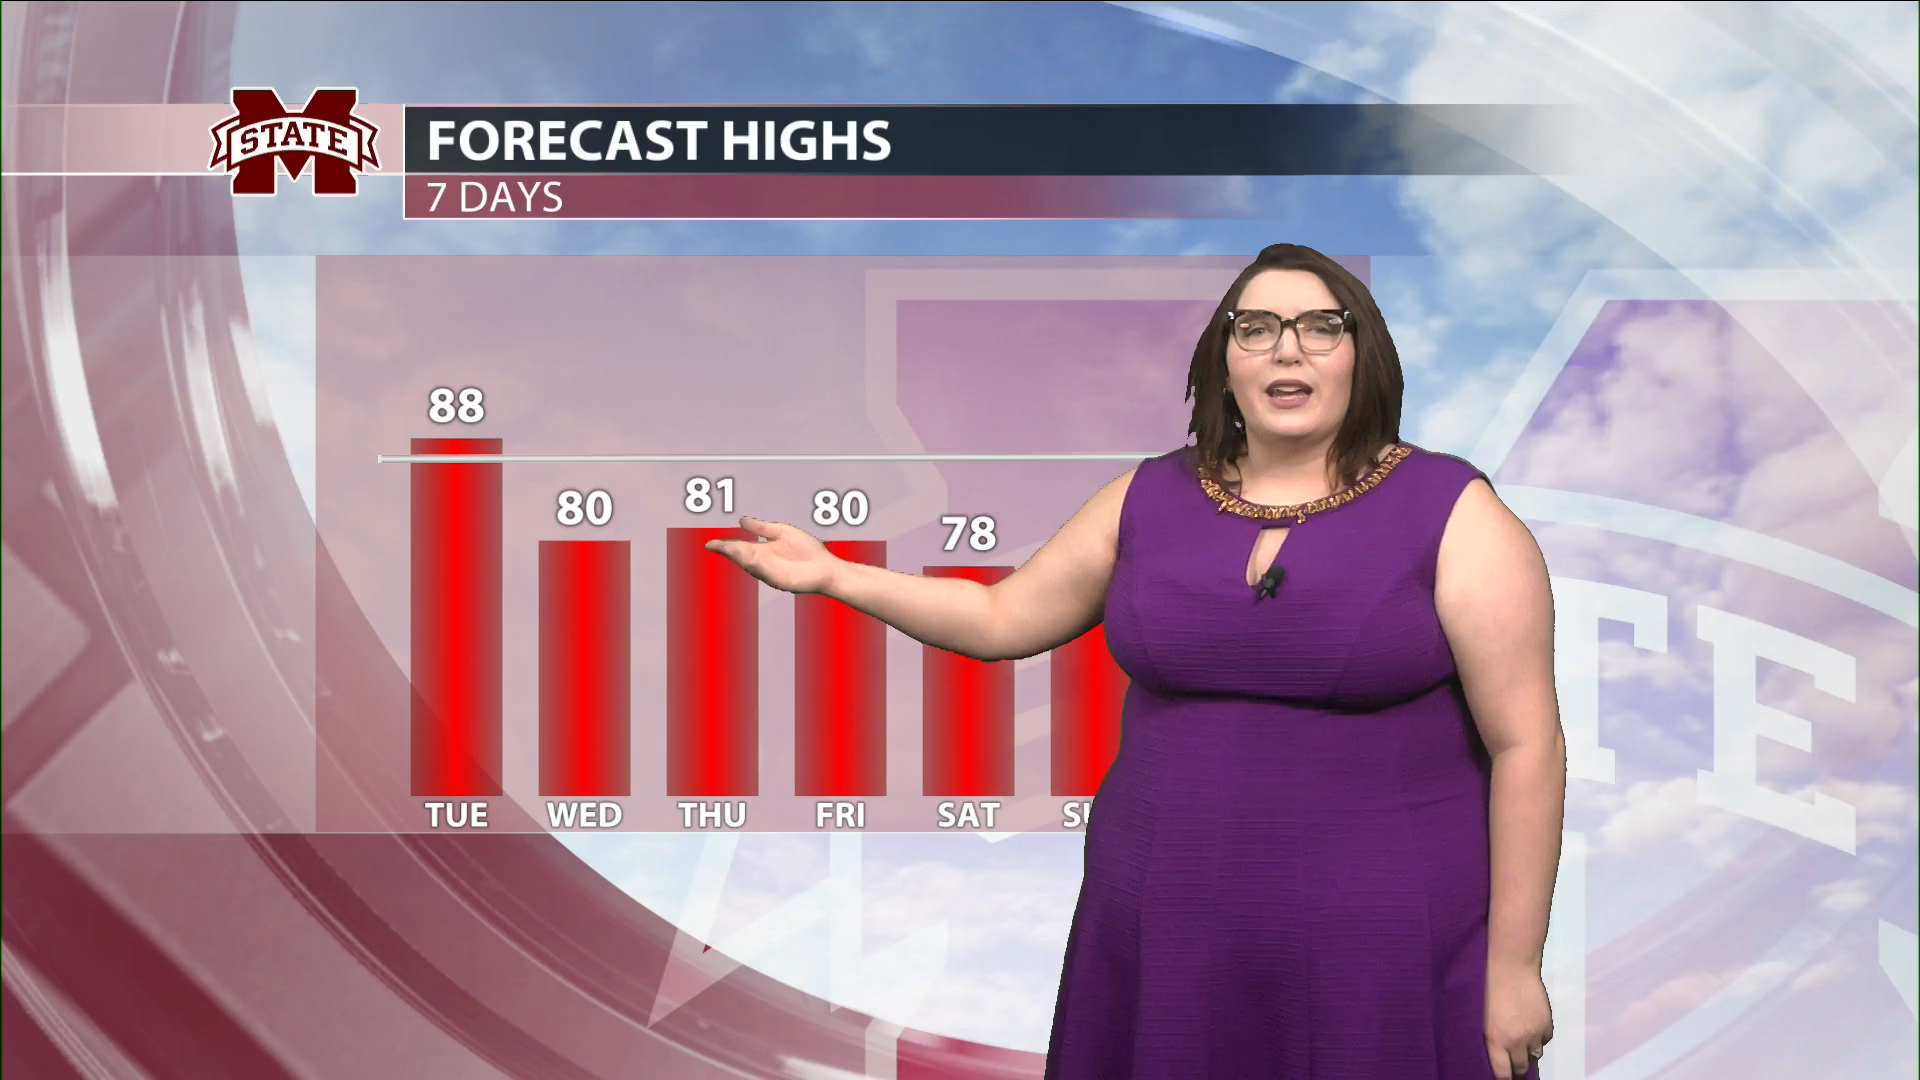 STATE
FORECAST HIGHS
7 DAYS
88
80
81
80
78
TUE
WED
THU
FRI
SAT